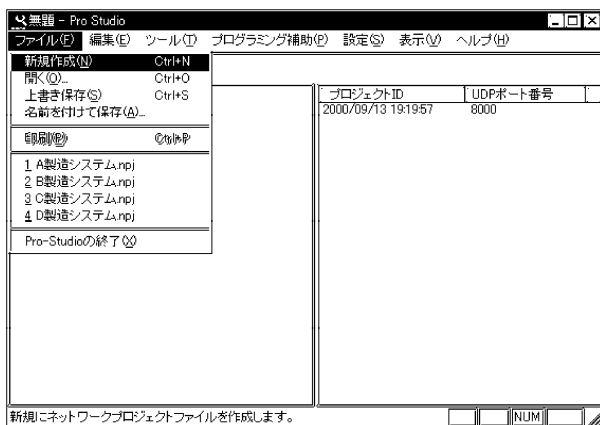 無題 - Pro Studio
ファイル(F) 編集(E) ツール(T) プログラミング補助(P) 設定(S) 表示(V) ヘルプ(H)
新規作成(N) Ctrl+N
開く(O)... Ctrl+O
上書き保存(S) Ctrl+S
名前を付けて保存(A)...
印刷(P) Ctrl+P
1 A製造システム.npj
2 B製造システム.npj
3 C製造システム.npj
4 D製造システム.npj
Pro-Studioの終了(X)
プロジェクトID UDPポート番号
2000/09/13 19:19:57 8000
新規にネットワークプロジェクトファイルを作成します。 NUM